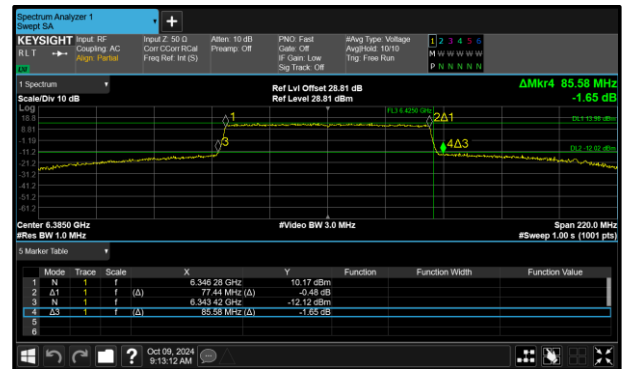 Spectrum Analyzer 1
Swept SA
KEYSIGHT
RLT
Input: RF
Coupling: AC
Align: Partial
Input Z: 50 Ω
Corr CCorr RCal
Freq Ref: Int (S)
Atten: 10 dB
Preamp: Off
PNO: Fast
Gate: Off
IF Gain: Low
Sig Track: Off
#Avg Type: Voltage
Avg|Hold: 10/10
Trig: Free Run
1 2 3 4 5 6
M W W W W W
P N N N N N
1 Spectrum
Scale/Div 10 dB
Ref Lvl Offset 28.81 dB
Ref Level 28.81 dBm
ΔMkr4 85.58 MHz
-1.65 dB
Log
18.8
8.81
-1.19
-11.2
-21.2
-31.2
-41.2
-51.2
-61.2
FL3 6.4250 GHz
DL1 13.98 dBm
DL2 -12.02 dBm
1
2Δ1
3
4Δ3
Center 6.3850 GHz
#Res BW 1.0 MHz
#Video BW 3.0 MHz
Span 220.0 MHz
#Sweep 1.00 s (1001 pts)
5 Marker Table
Mode Trace Scale X Y Function Function Width Function Value
1 N 1 f 6.346 28 GHz 10.17 dBm
2 Δ1 1 f (Δ) 77.44 MHz (Δ) -0.48 dB
3 N 1 f 6.343 42 GHz -12.12 dBm
4 Δ3 1 f (Δ) 85.58 MHz (Δ) -1.65 dB
5
6
Oct 09, 2024
9:13:12 AM